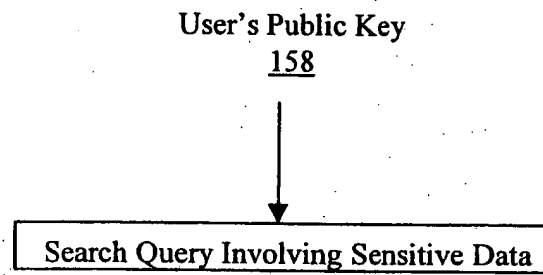 User's Public Key
158
Search Query Involving Sensitive Data